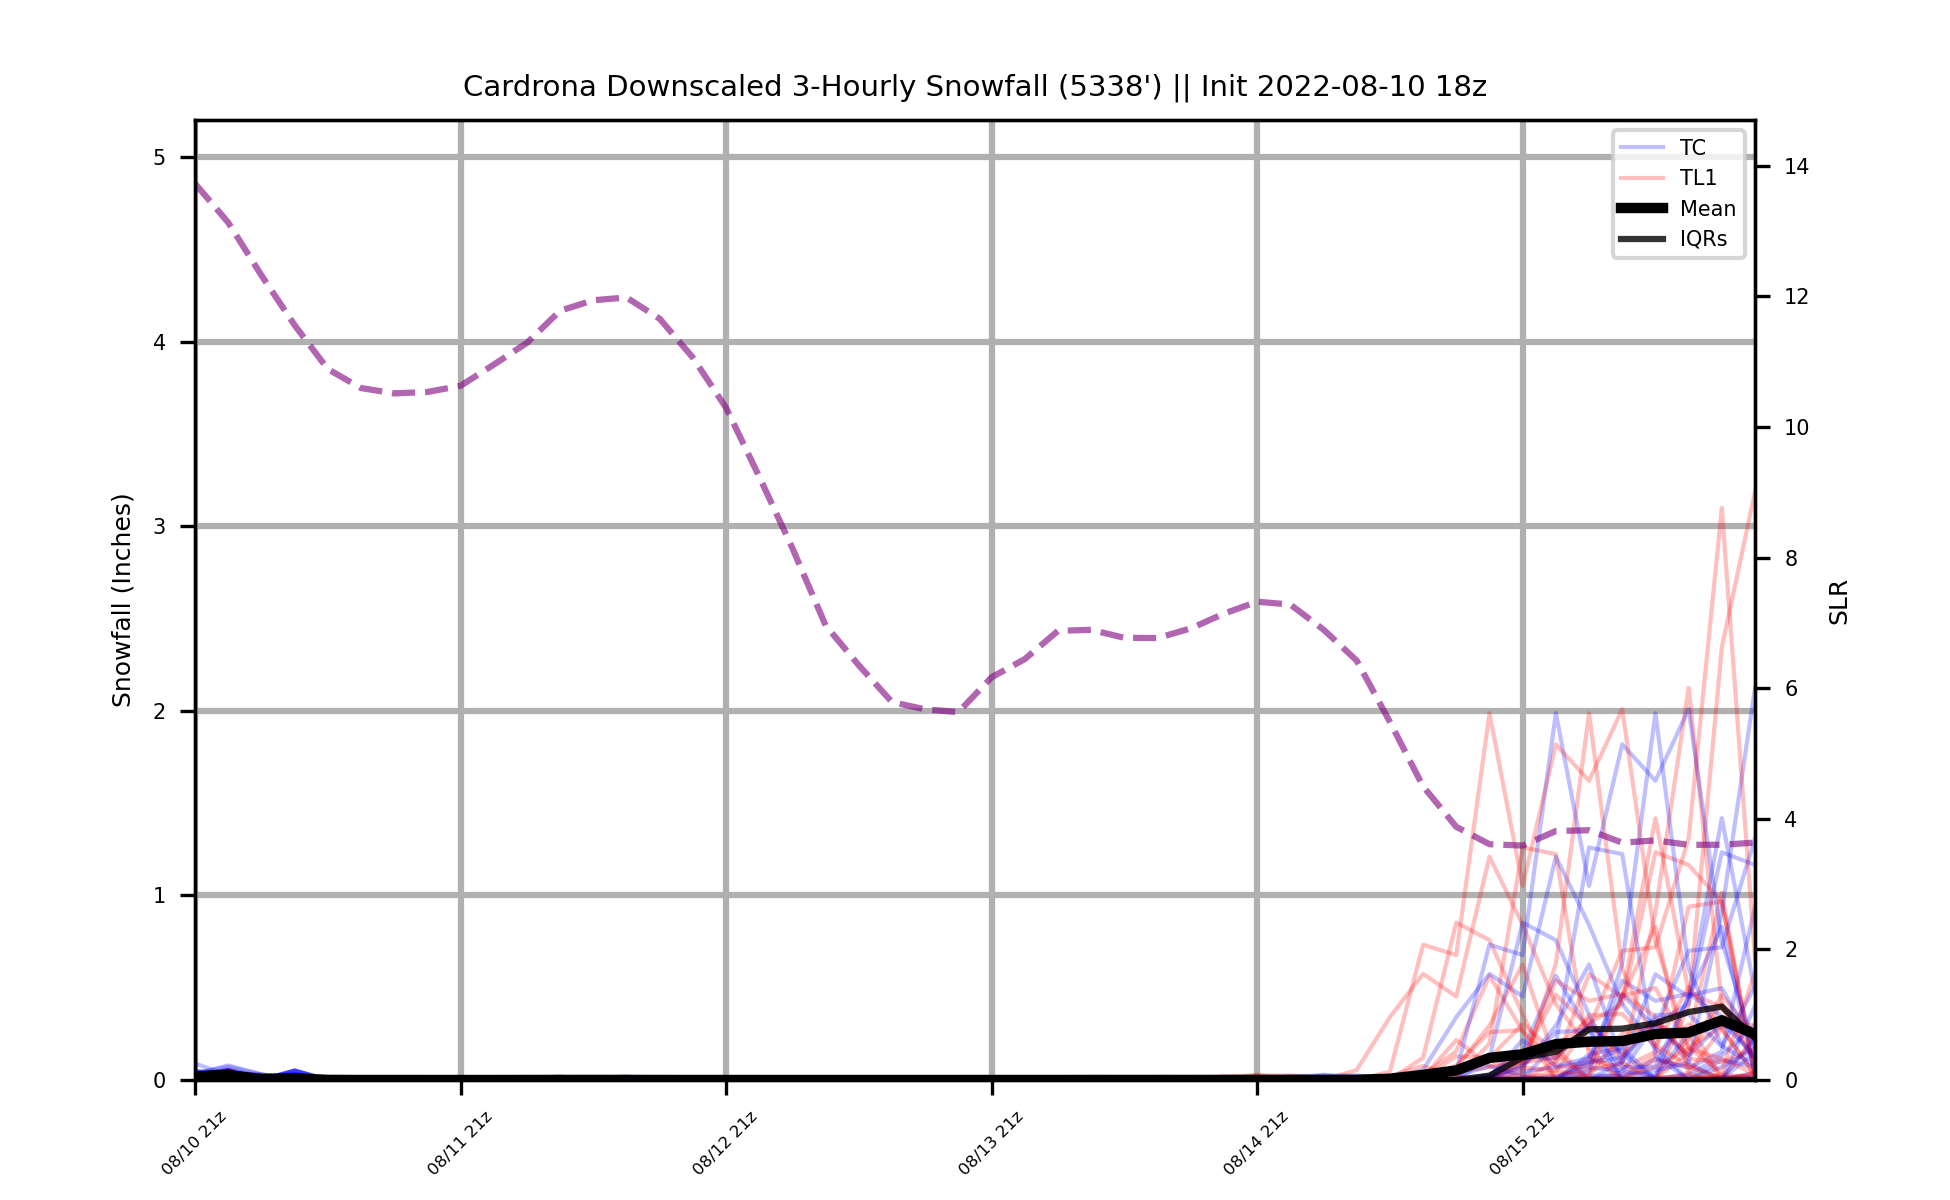 Cardrona Downscaled 3-Hourly Snowfall (5338') || Init 2022-08-10 18z
TC
TL1
Mean
IQRs
5
4
3
2
1
0
Snowfall (Inches)
14
12
10
8
6
4
2
0
SLR
08/10 21z
08/11 21z
08/12 21z
08/13 21z
08/14 21z
08/15 21z